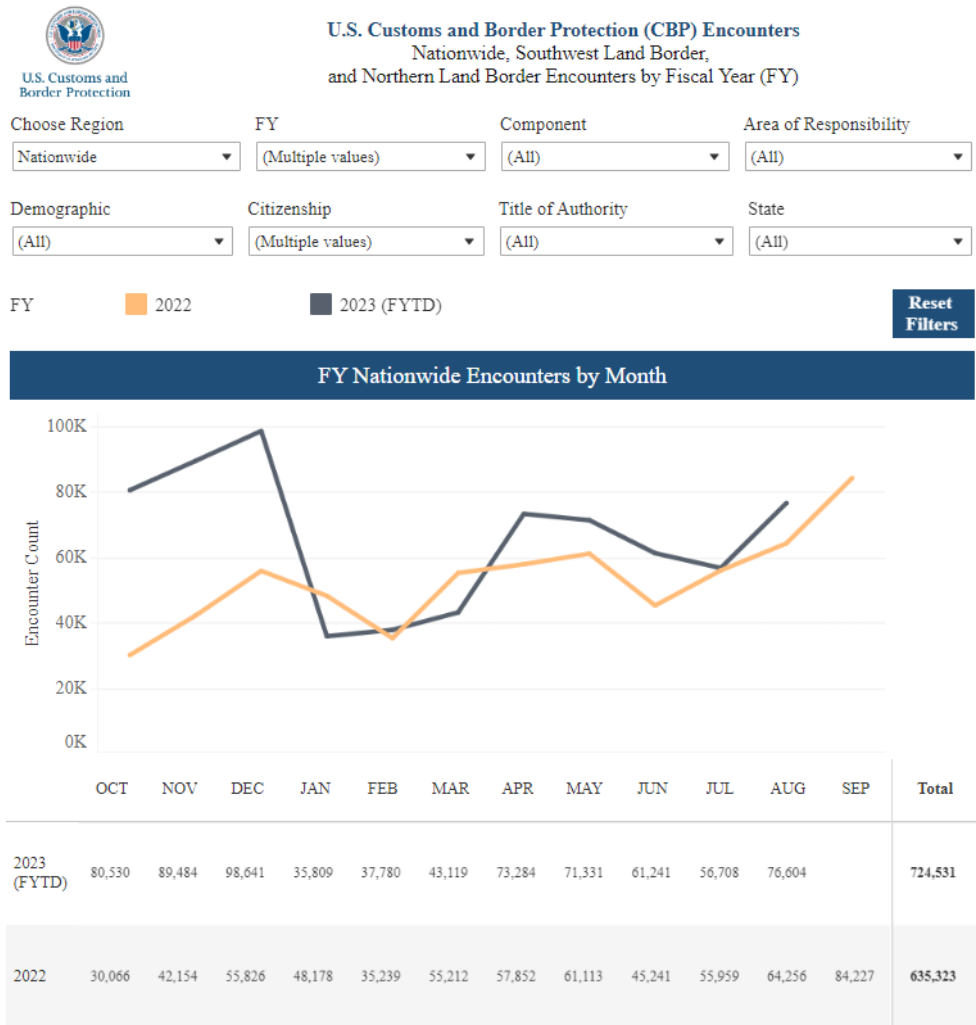 U.S. Customs and
Border Protection
U.S. Customs and Border Protection (CBP) Encounters
Nationwide, Southwest Land Border,
and Northern Land Border Encounters by Fiscal Year (FY)
Choose Region
FY
Component
Area of Responsibility
Nationwide
(Multiple values)
(All)
(All)
Demographic
Citizenship
Title of Authority
State
(All)
(Multiple values)
(All)
(All)
FY
2022
2023 (FYTD)
Reset
Filters
FY Nationwide Encounters by Month
100K
80K
60K
40K
20K
0K
Encounter Count
OCT NOV DEC JAN FEB MAR APR MAY JUN JUL AUG SEP Total
2023
(FYTD)
80,530 89,484 98,641 35,809 37,780 43,119 73,284 71,331 61,241 56,708 76,604 724,531
2022 30,066 42,154 55,826 48,178 35,239 55,212 57,852 61,113 45,241 55,959 64,256 84,227 635,323